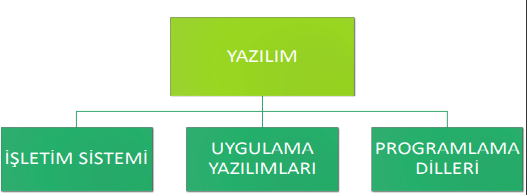 YAZILIM
İŞLETİM SİSTEMİ
UYGULAMA
YAZILIMLARI
PROGRAMLAMA
DİLLERİ